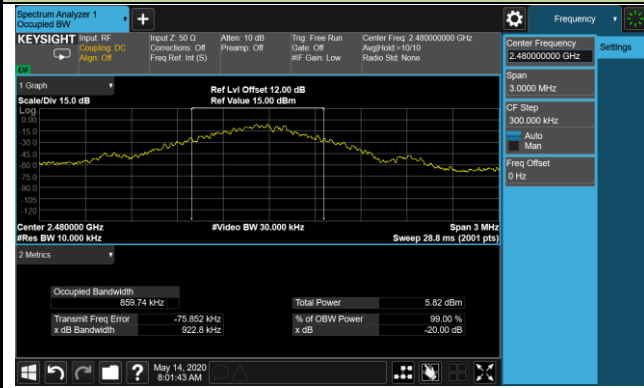 Spectrum Analyzer 1
Occupied BW
+
Frequency
KEYSIGHT
Input: RF
Coupling: DC
Align: Off
Input Z: 50 Ω
Corrections: Off
Freq Ref: Int (S)
Atten: 10 dB
Preamp: Off
Trig: Free Run
Gate: Off
#IF Gain: Low
Center Freq: 2.480000000 GHz
Avg|Hold:>10/10
Radio Std: None
Center Frequency
2.480000000 GHz
Settings
Span
3.0000 MHz
CF Step
300.000 kHz
Auto
Man
Freq Offset
0 Hz
1 Graph
Scale/Div 15.0 dB
Ref Lvl Offset 12.00 dB
Ref Value 15.00 dBm
Log
0.00
-15.0
-30.0
-45.0
-60.0
-75.0
-90.0
-105
-120
Center 2.480000 GHz
#Res BW 10.000 kHz
#Video BW 30.000 kHz
Span 3 MHz
Sweep 28.8 ms (2001 pts)
2 Metrics
Occupied Bandwidth
859.74 kHz
Total Power 5.82 dBm
Transmit Freq Error -75.852 kHz
% of OBW Power 99.00 %
x dB Bandwidth 922.8 kHz
x dB -20.00 dB
?
May 14, 2020
8:01:43 AM